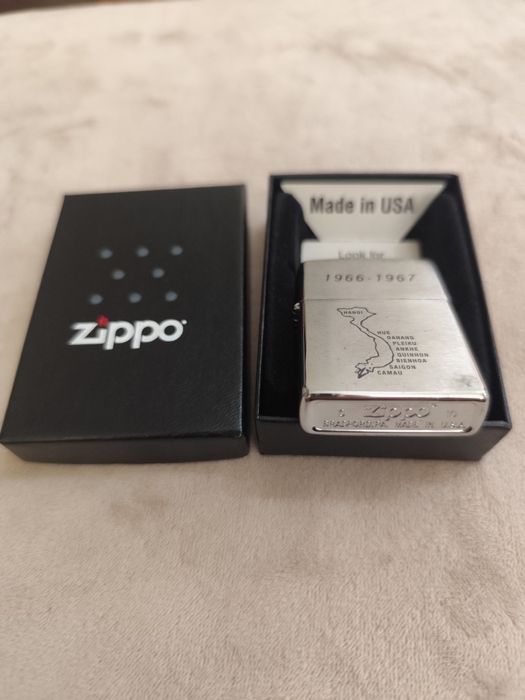 zippo
Made in USA
Look for
1966-1967
HANOI
HUE
DANANG
PLEIKU
ANKHE
QUINHON
BIENHOA
SAIGON
CAMAU
Zippo
BRADFORD,PA. MADE IN U.S.A.